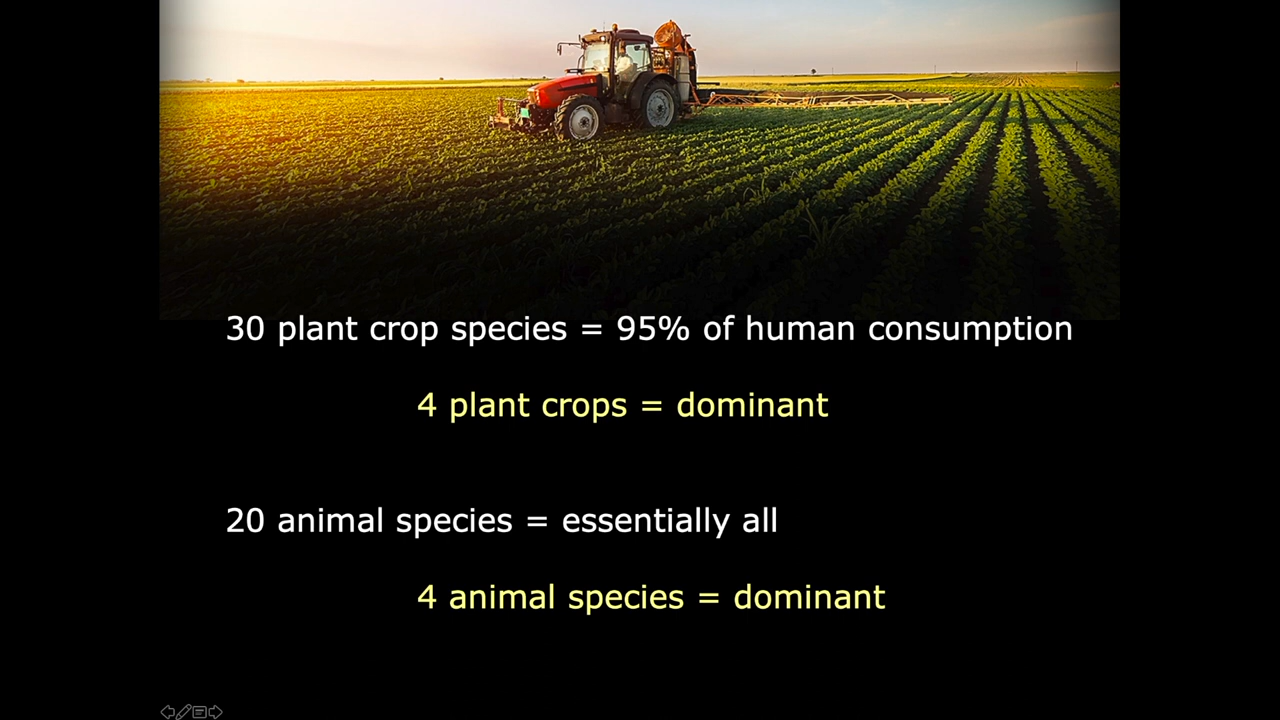 30 plant crop species = 95% of human consumption
4 plant crops = dominant
20 animal species = essentially all
4 animal species = dominant